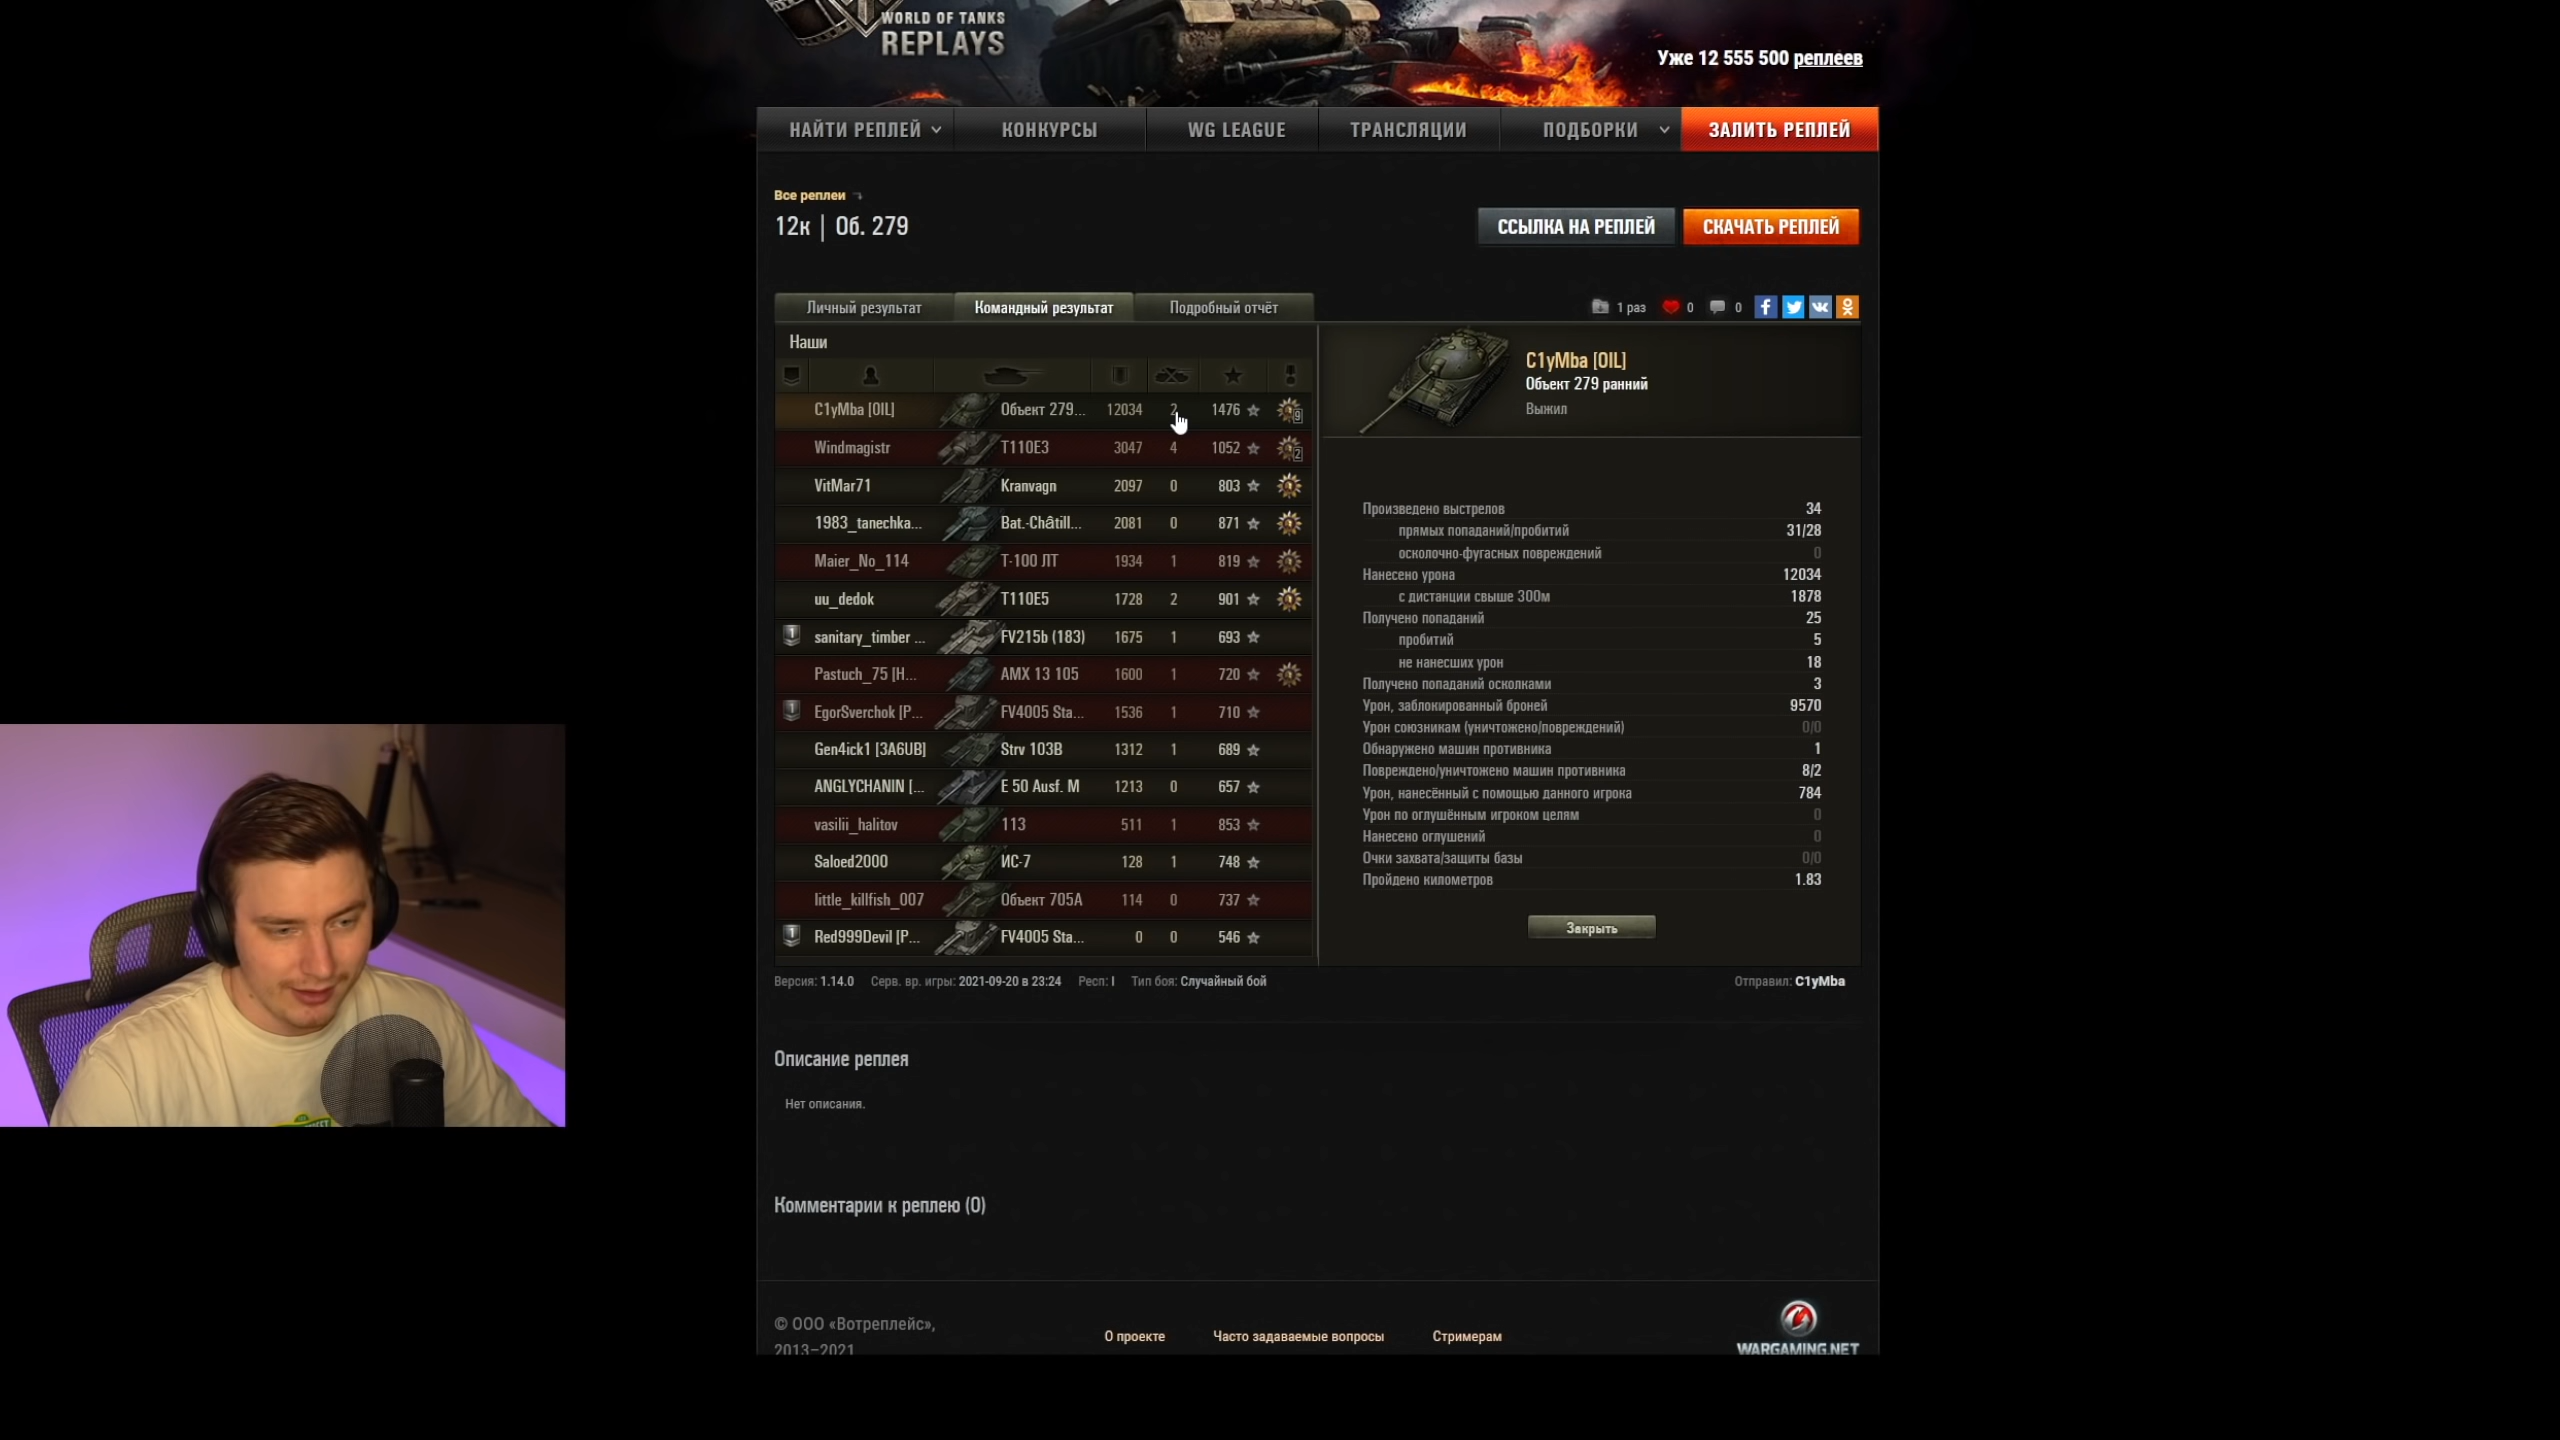 WORLD OF TANKS
REPLAYS
Уже 12 555 500 реплеев
НАЙТИ РЕПЛЕЙ КОНКУРСЫ WG LEAGUE ТРАНСЛЯЦИИ ПОДБОРКИ ЗАЛИТЬ РЕПЛЕЙ
Все реплеи
12к | Об. 279
ССЫЛКА НА РЕПЛЕЙ СКАЧАТЬ РЕПЛЕЙ
Личный результат Командный результат Подробный отчёт 1 раз 0 0
Наши
C1yMba [OIL] Объект 279... 12034 2 1476 9
Windmagistr T110E3 3047 4 1052 2
VitMar71 Kranvagn 2097 0 803
1983_tanechka... Bat.-Châtill... 2081 0 871
Maier_No_114 Т-100 ЛТ 1934 1 819
uu_dedok T110E5 1728 2 901
1 sanitary_timber ... FV215b (183) 1675 1 693
Pastuch_75 [H... AMX 13 105 1600 1 720
1 EgorSverchok [P... FV4005 Sta... 1536 1 710
Gen4ick1 [3A6UB] Strv 103B 1312 1 689
ANGLYCHANIN [... E 50 Ausf. M 1213 0 657
vasilii_halitov 113 511 1 853
Saloed2000 ИС-7 128 1 748
little_killfish_007 Объект 705А 114 0 737
1 Red999Devil [P... FV4005 Sta... 0 0 546
C1yMba [OIL]
Объект 279 ранний
Выжил
Произведено выстрелов 34
прямых попаданий/пробитий 31/28
осколочно-фугасных повреждений 0
Нанесено урона 12034
с дистанции свыше 300м 1878
Получено попаданий 25
пробитий 5
не нанесших урон 18
Получено попаданий осколками 3
Урон, заблокированный броней 9570
Урон союзникам (уничтожено/повреждений) 0/0
Обнаружено машин противника 1
Повреждено/уничтожено машин противника 8/2
Урон, нанесённый с помощью данного игрока 784
Урон по оглушённым игроком целям 0
Нанесено оглушений 0
Очки захвата/защиты базы 0/0
Пройдено километров 1.83
Закрыть
Версия: 1.14.0 Серв. вр. игры: 2021-09-20 в 23:24 Респ: I Тип боя: Случайный бой Отправил: C1yMba
Описание реплея
Нет описания.
Комментарии к реплею (0)
© ООО «Вотреплейс»,
2013–2021
О проекте Часто задаваемые вопросы Стримерам
WARGAMING.NET